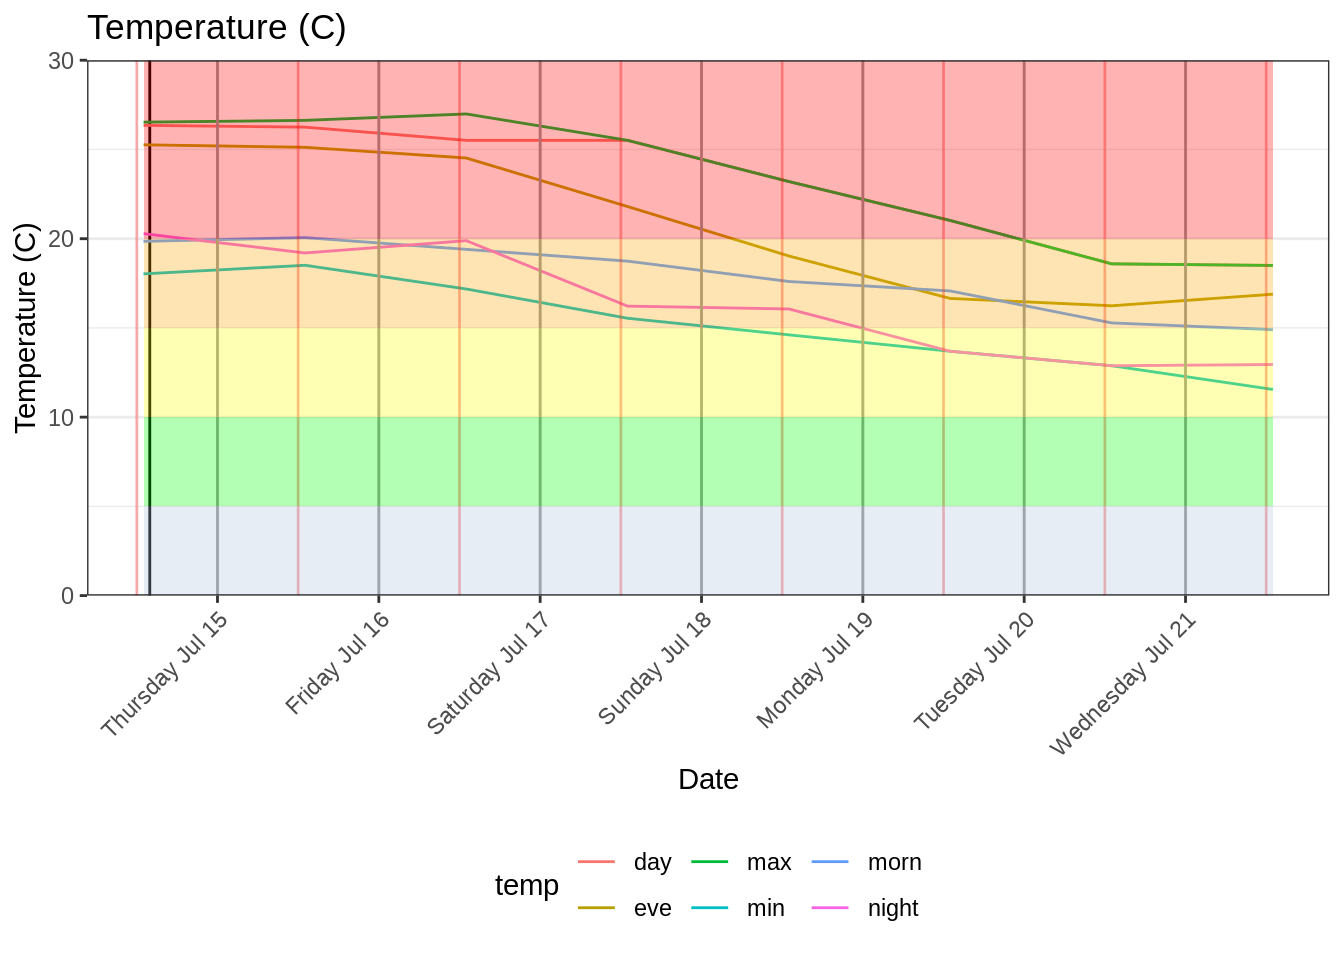 Temperature (C)
30
20
10
0
Temperature (C)
Thursday Jul 15
Friday Jul 16
Saturday Jul 17
Sunday Jul 18
Monday Jul 19
Tuesday Jul 20
Wednesday Jul 21
Date
temp
day max morn
eve min night